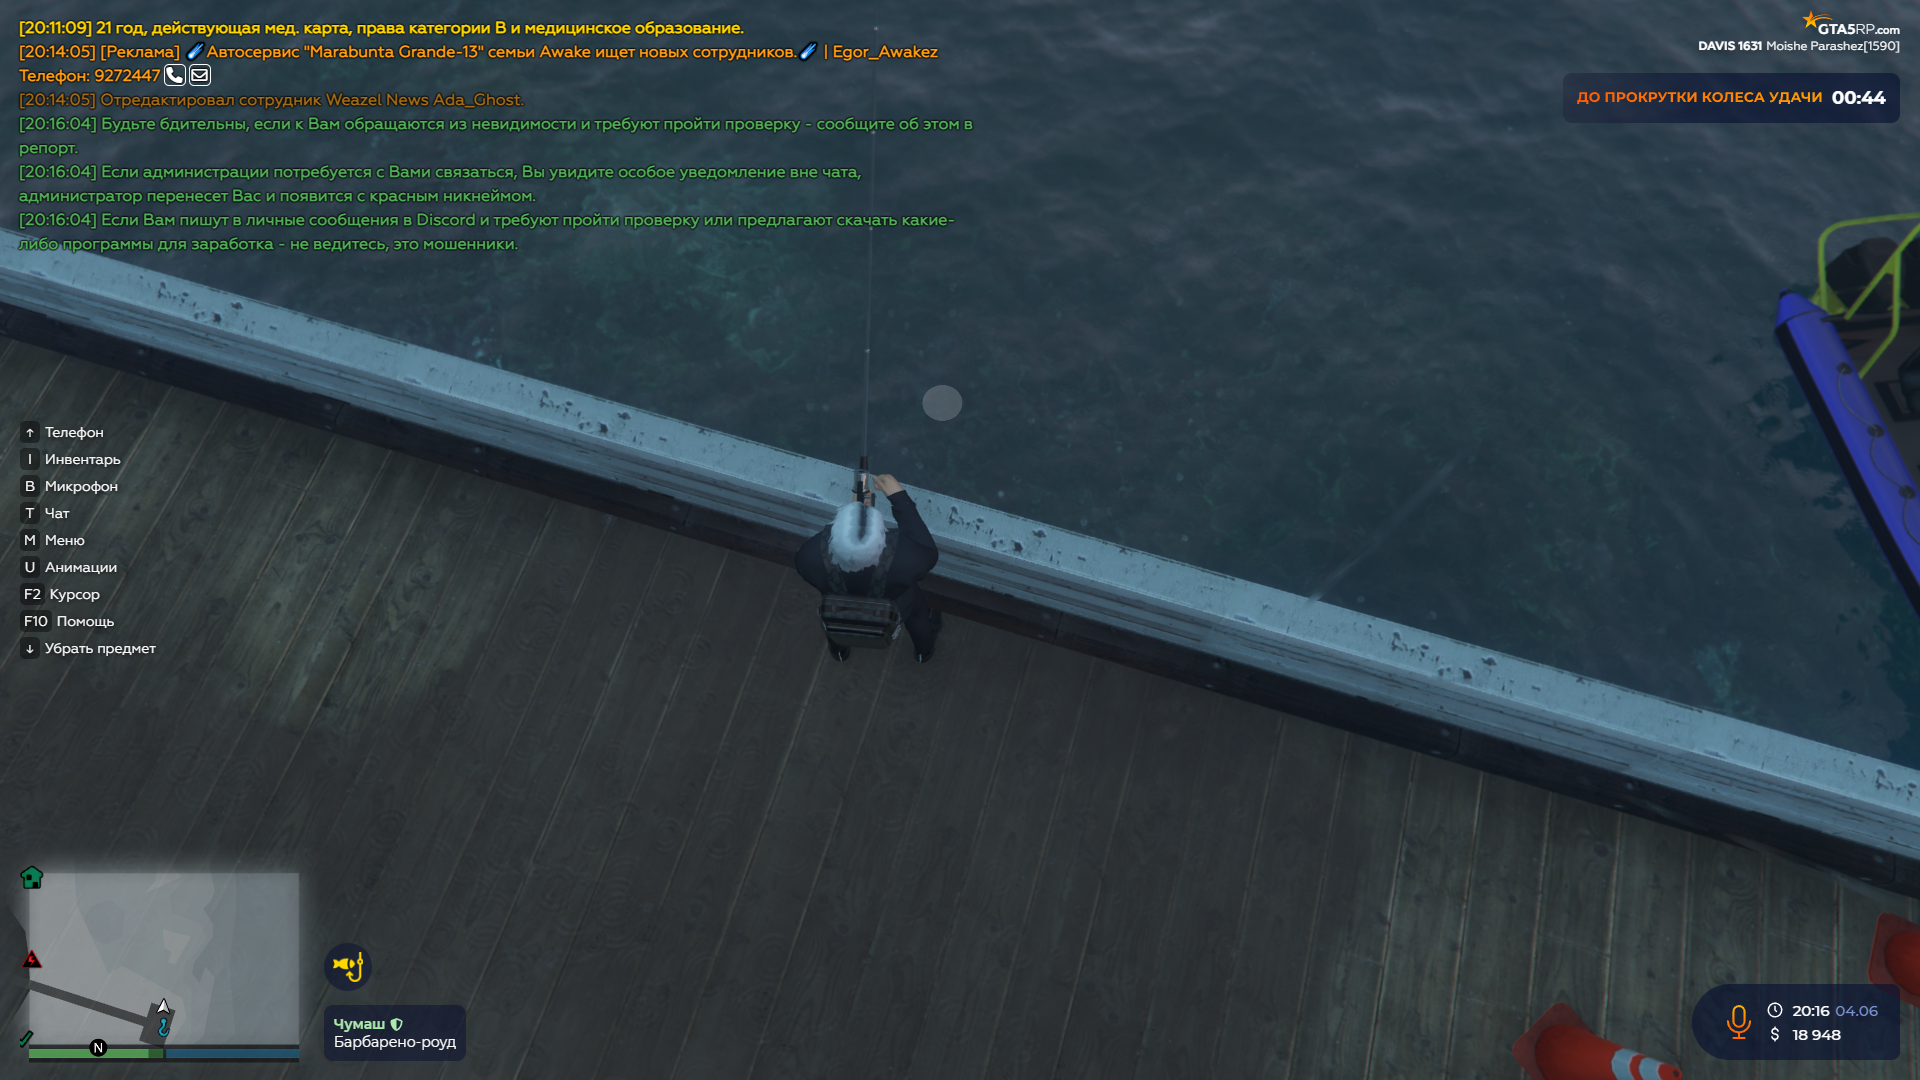 [20:11:09] 21 год, действующая мед. карта, права категории B и медицинское образование.
[20:14:05] [Реклама] Автосервис "Marabunta Grande-13" семьи Awake ищет новых сотрудников. | Egor_Awakez
Телефон: 9272447
[20:14:05] Отредактировал сотрудник Weazel News Ada_Ghost.
[20:16:04] Будьте бдительны, если к Вам обращаются из невидимости и требуют пройти проверку - сообщите об этом в
репорт.
[20:16:04] Если администрации потребуется с Вами связаться, Вы увидите особое уведомление вне чата,
администратор перенесет Вас и появится с красным никнеймом.
[20:16:04] Если Вам пишут в личные сообщения в Discord и требуют пройти проверку или предлагают скачать какие-
либо программы для заработка - не ведитесь, это мошенники.
GTA5RP.com
DAVIS 1631 Moishe Parashez[1590]
ДО ПРОКРУТКИ КОЛЕСА УДАЧИ 00:44
↑ Телефон
I Инвентарь
B Микрофон
T Чат
M Меню
U Анимации
F2 Курсор
F10 Помощь
↓ Убрать предмет
N
Чумаш
Барбарено-роуд
20:16 04.06
$ 18 948